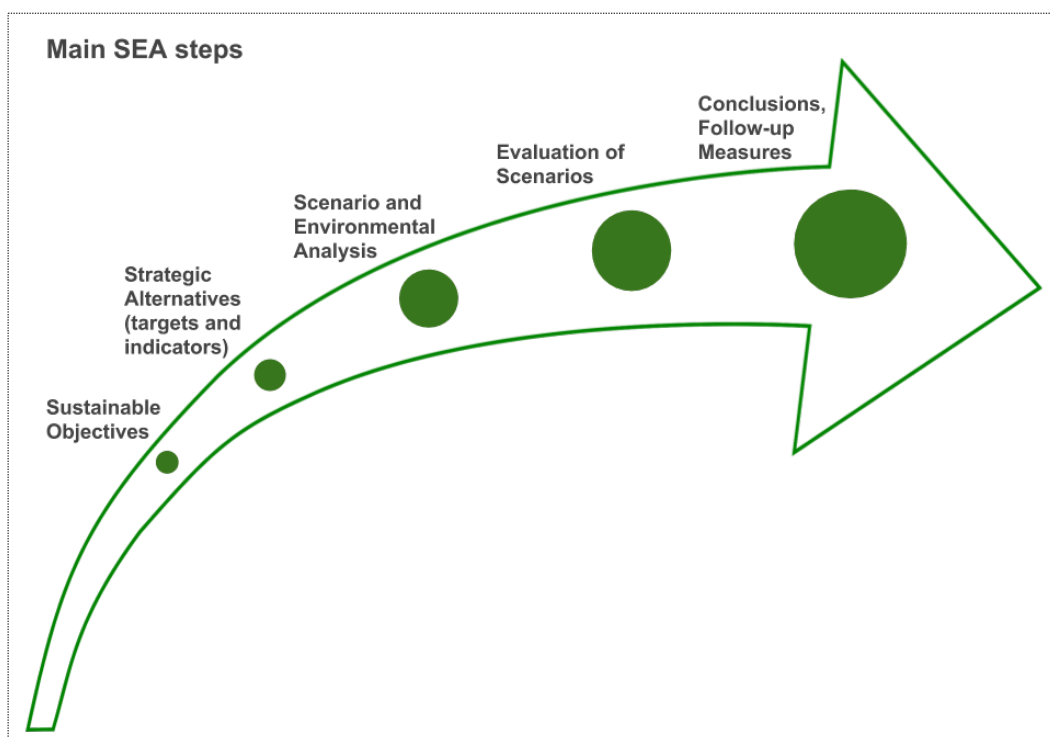 Main SEA steps
Conclusions,
Follow-up
Measures
Evaluation of
Scenarios
Scenario and
Environmental
Analysis
Strategic
Alternatives
(targets and
indicators)
Sustainable
Objectives